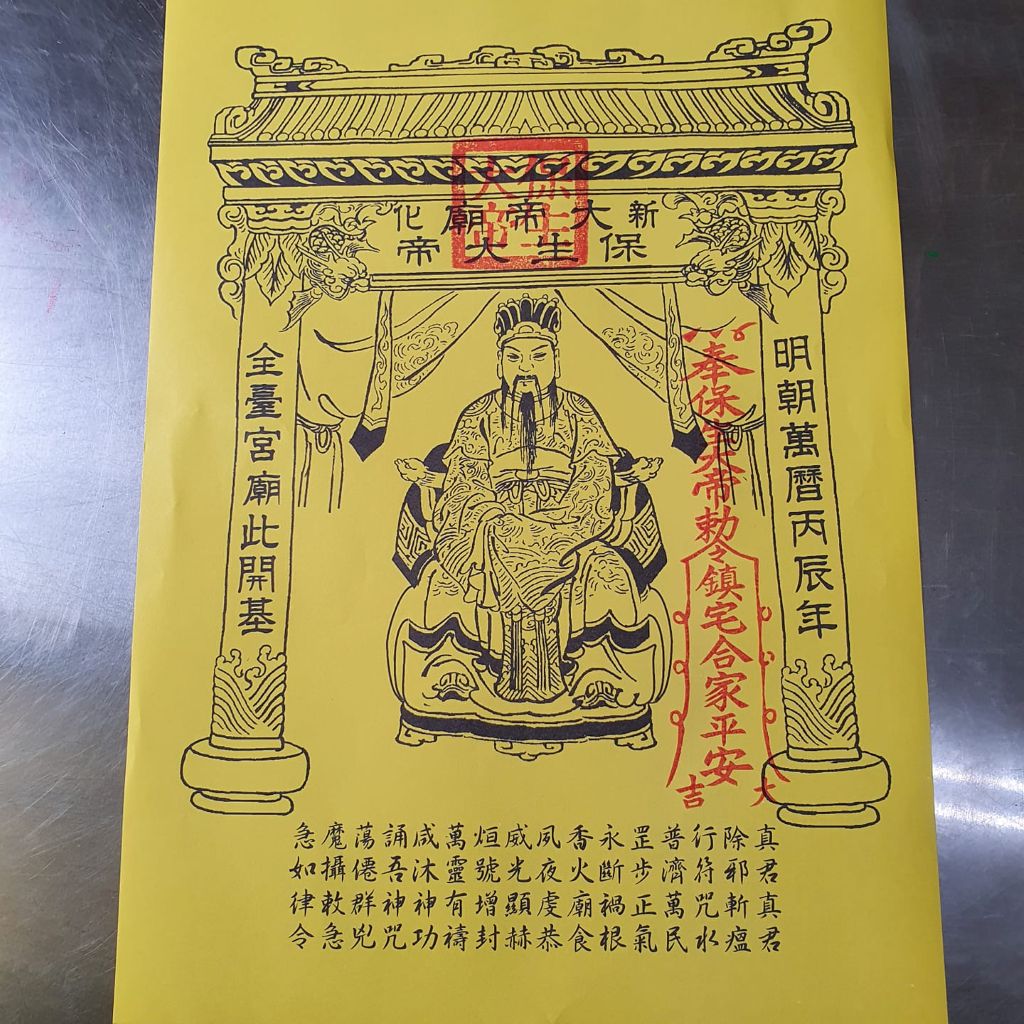 新大帝廟化
保生大帝
明朝萬曆丙辰年
全臺宮廟此開基
奉保生大帝勅令鎮宅合家平安
大吉
真君真君
除邪斬瘟
行符咒水
普濟萬民
罡步正氣
永斷禍根
香火廟食
夙夜虔恭
威光顯赫
烜號增封
萬靈有禱
咸沐神功
誦吾神咒
蕩僊群兇
魔攝敕急
急如律令